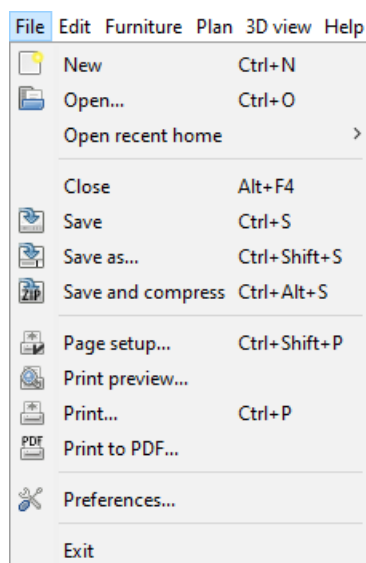 File Edit Furniture Plan 3D view Help
New Ctrl+N
Open... Ctrl+O
Open recent home >
Close Alt+F4
Save Ctrl+S
Save as... Ctrl+Shift+S
ZIP Save and compress Ctrl+Alt+S
Page setup... Ctrl+Shift+P
Print preview...
Print... Ctrl+P
PDF Print to PDF...
Preferences...
Exit